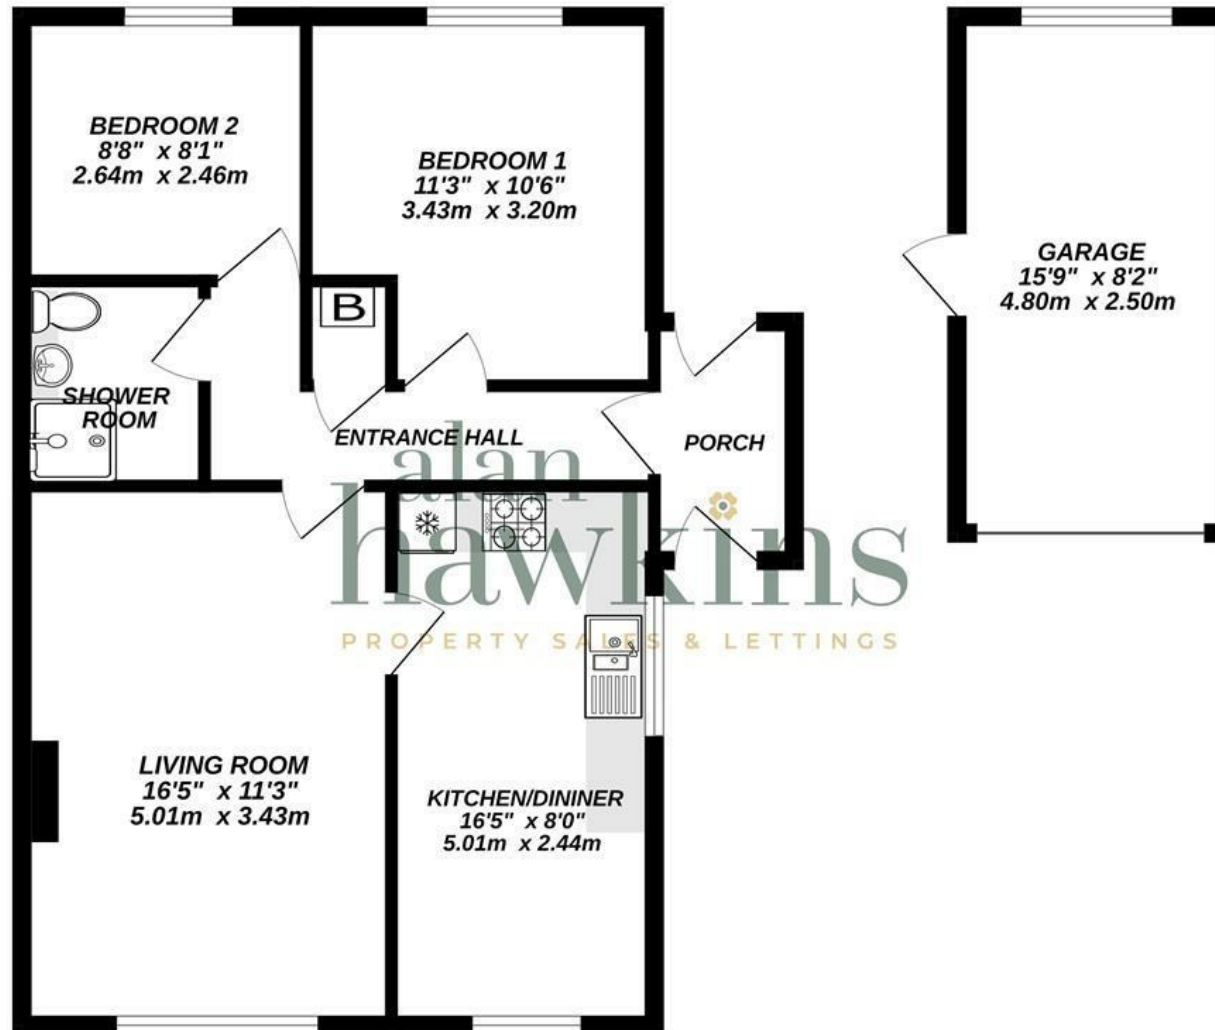 BEDROOM 2
8'8" x 8'1"
2.64m x 2.46m
BEDROOM 1
11'3" x 10'6"
3.43m x 3.20m
GARAGE
15'9" x 8'2"
4.80m x 2.50m
B
SHOWER
ROOM
ENTRANCE HALL
PORCH
alan
hawkins
PROPERTY SALES & LETTINGS
LIVING ROOM
16'5" x 11'3"
5.01m x 3.43m
KITCHEN/DININER
16'5" x 8'0"
5.01m x 2.44m